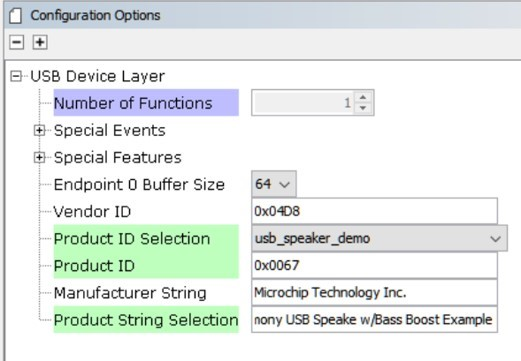 Configuration Options
USB Device Layer
Number of Functions 1
Special Events
Special Features
Endpoint 0 Buffer Size 64
Vendor ID 0x04D8
Product ID Selection usb_speaker_demo
Product ID 0x0067
Manufacturer String Microchip Technology Inc.
Product String Selection mony USB Speake w/Bass Boost Example